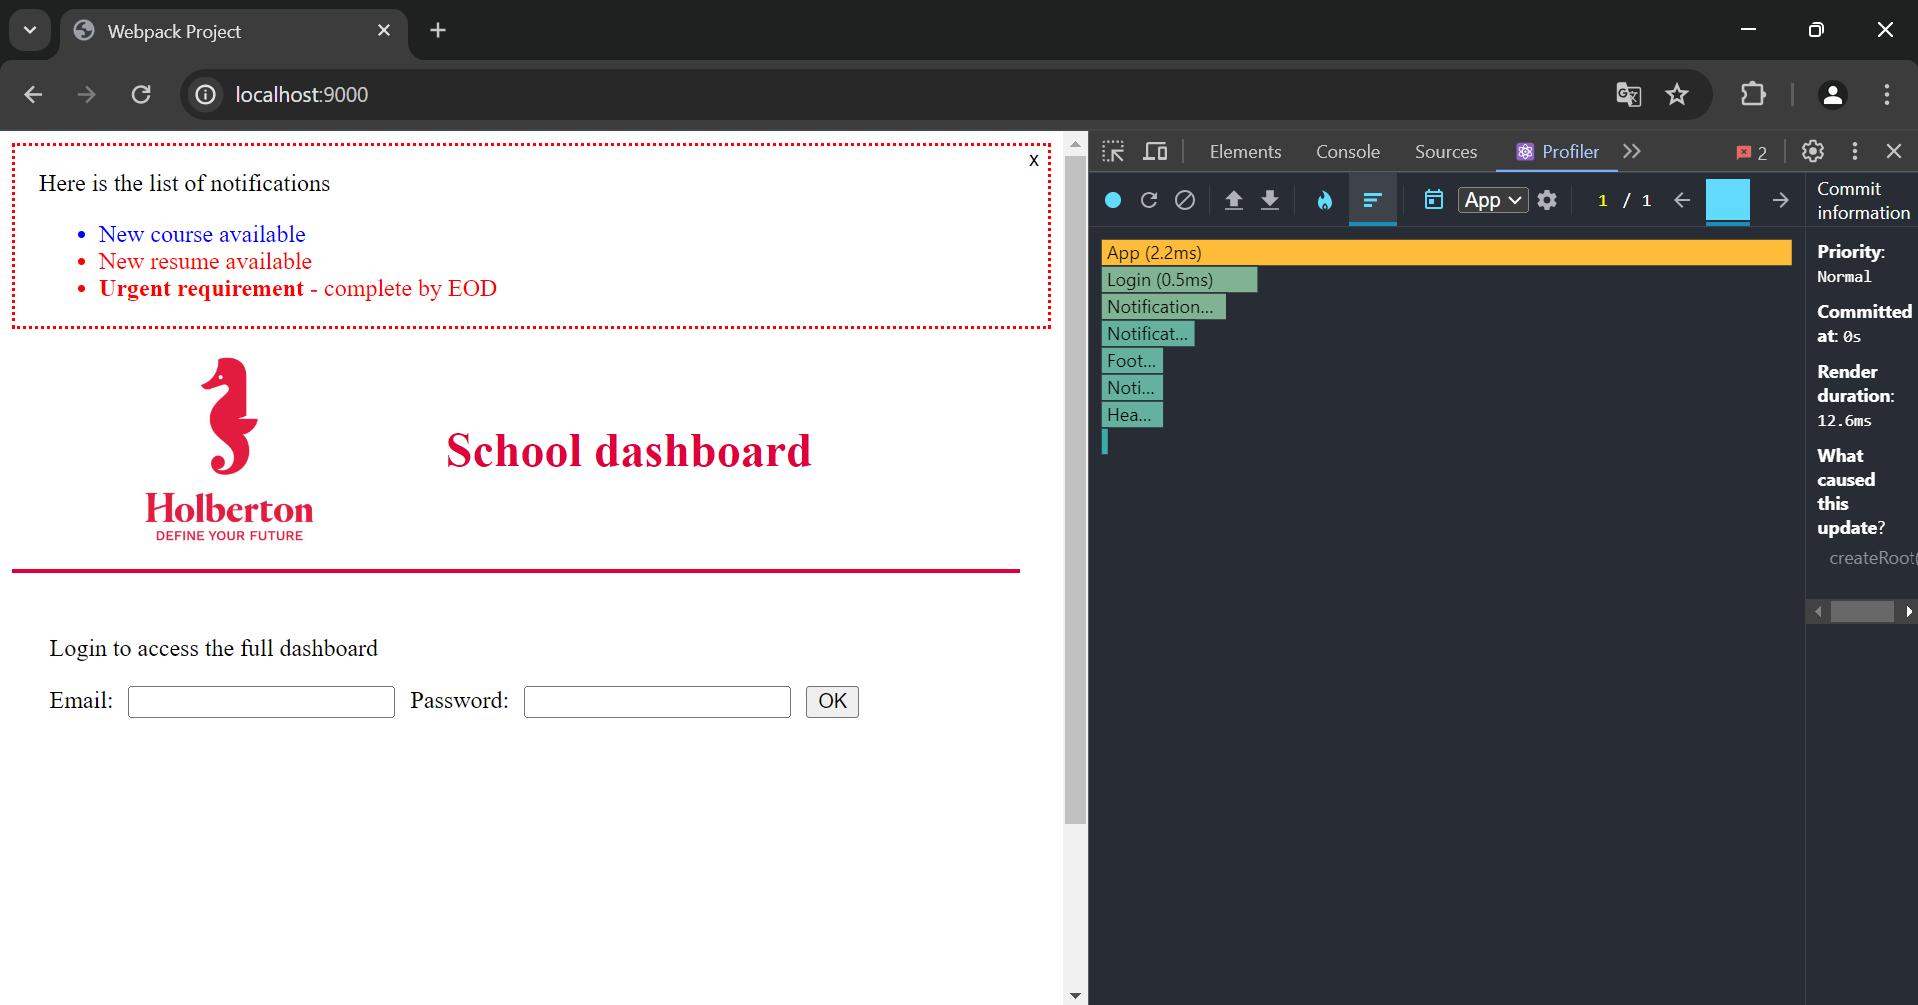 Webpack Project
localhost:9000
x
Here is the list of notifications
New course available
New resume available
Urgent requirement - complete by EOD
Holberton
DEFINE YOUR FUTURE
School dashboard
Login to access the full dashboard
Email:
Password:
OK
Elements
Console
Sources
Profiler
2
App
1 / 1
App (2.2ms)
Login (0.5ms)
Notification...
Notificat...
Foot...
Noti...
Hea...
Commit
information
Priority:
Normal
Committed
at: 0s
Render
duration:
12.6ms
What
caused
this
update?
createRoot(